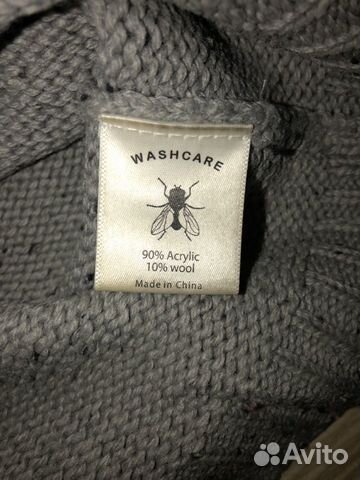 WASHCARE
90% Acrylic
10% wool
Made in China
Avito